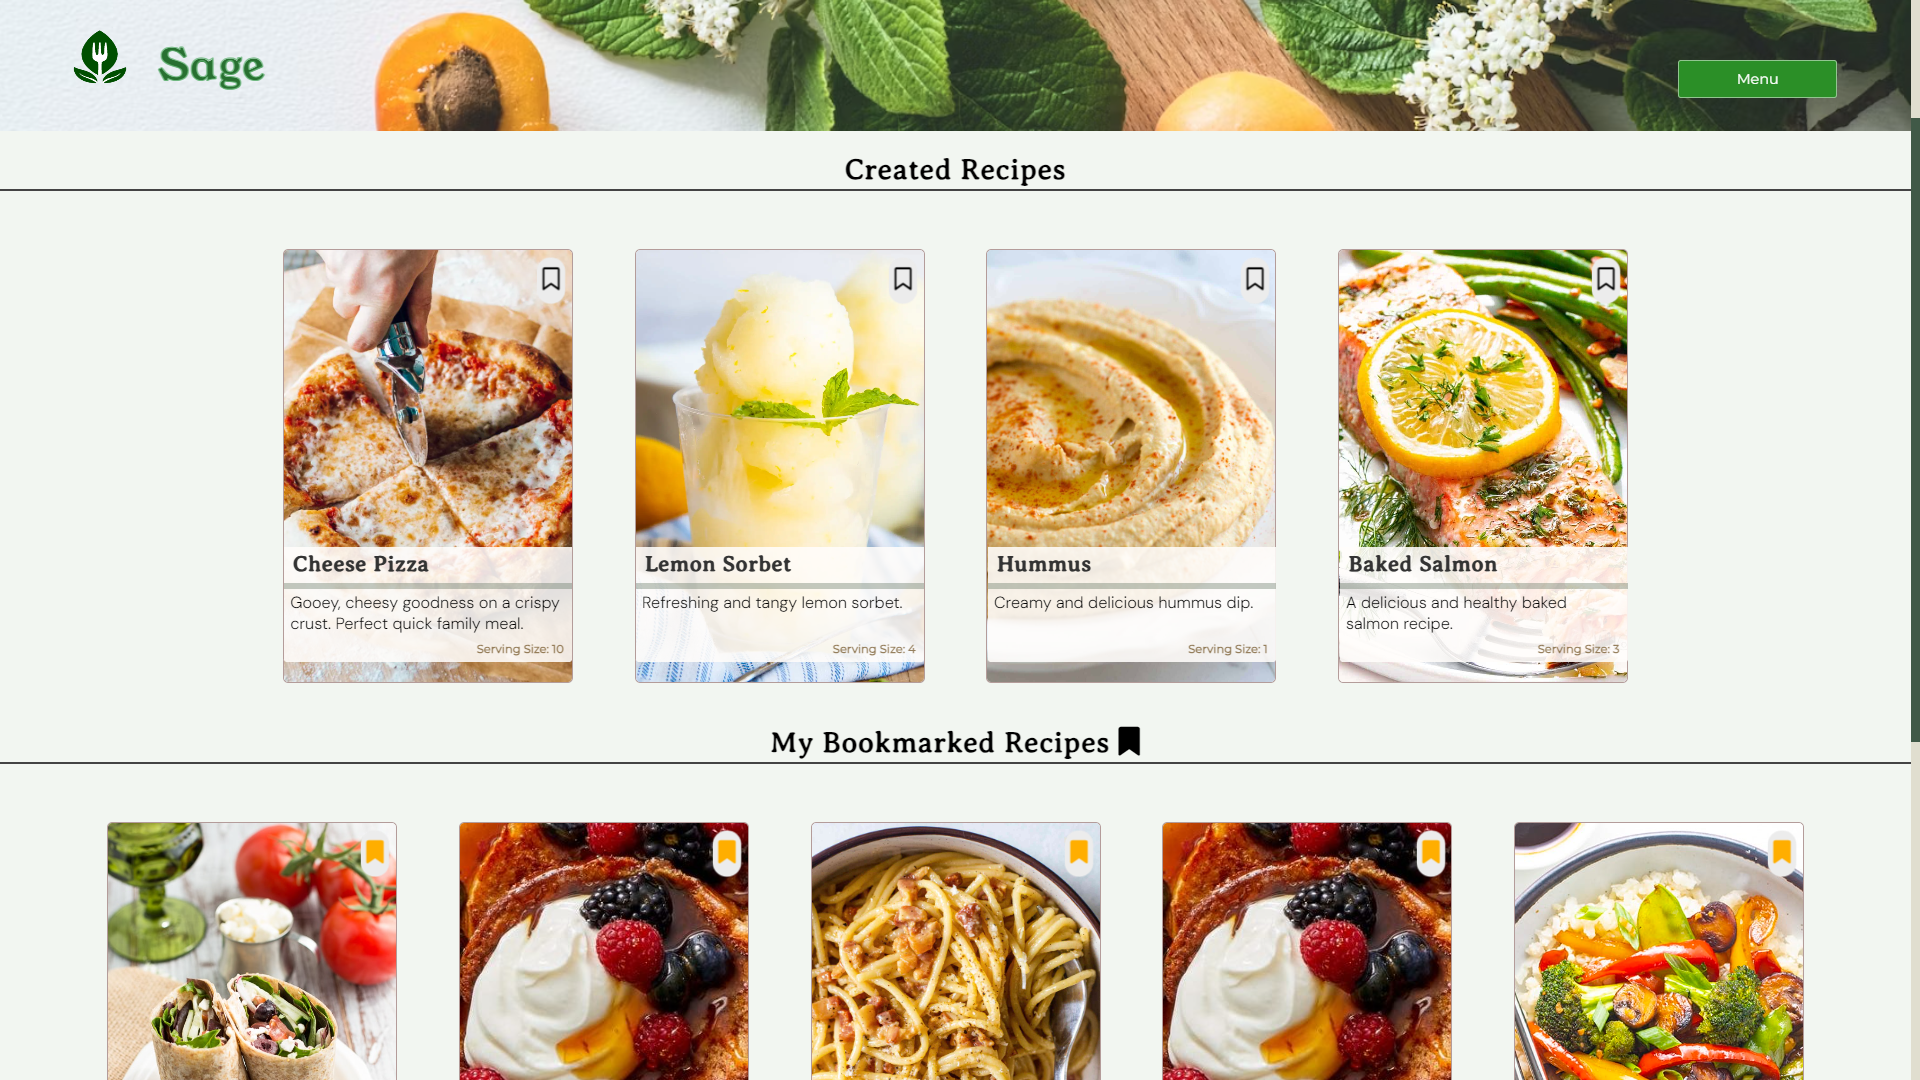 Sage
Menu
Created Recipes
Cheese Pizza
Gooey, cheesy goodness on a crispy
crust. Perfect quick family meal.
Serving Size: 10
Lemon Sorbet
Refreshing and tangy lemon sorbet.
Serving Size: 4
Hummus
Creamy and delicious hummus dip.
Serving Size: 1
Baked Salmon
A delicious and healthy baked
salmon recipe.
Serving Size: 3
My Bookmarked Recipes